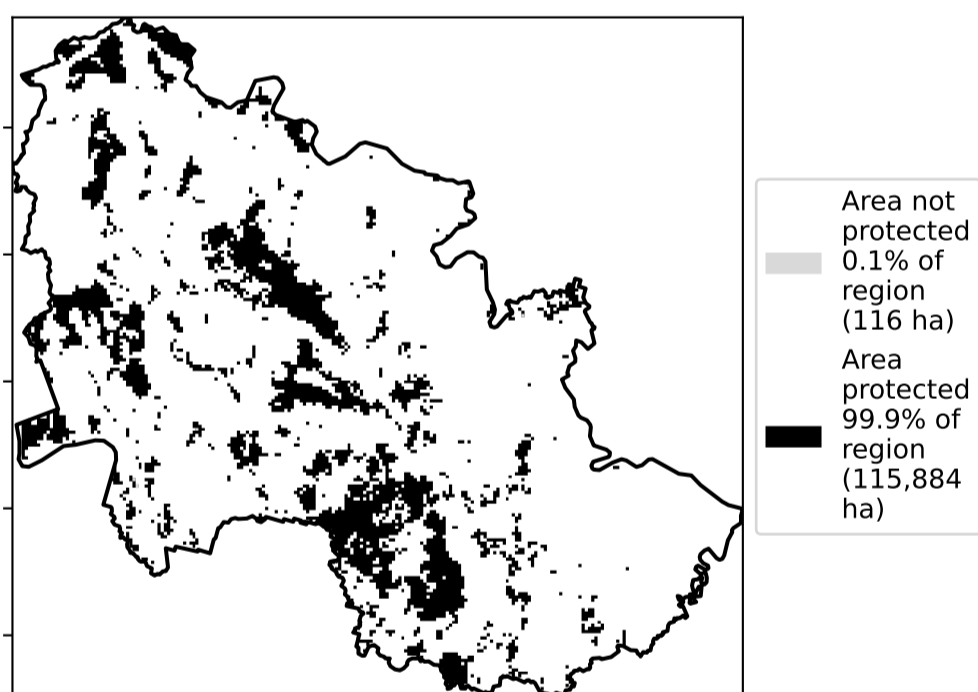 Area not
protected
0.1% of
region
(116 ha)
Area
protected
99.9% of
region
(115,884
ha)